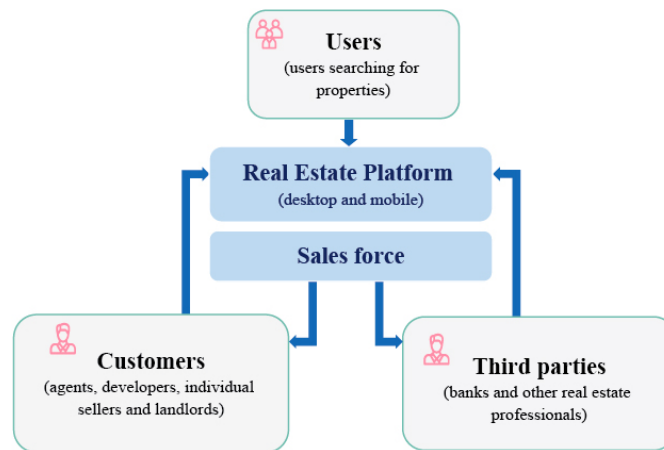 Users
(users searching for
properties)
Real Estate Platform
(desktop and mobile)
Sales force
Customers
(agents, developers, individual
sellers and landlords)
Third parties
(banks and other real estate
professionals)